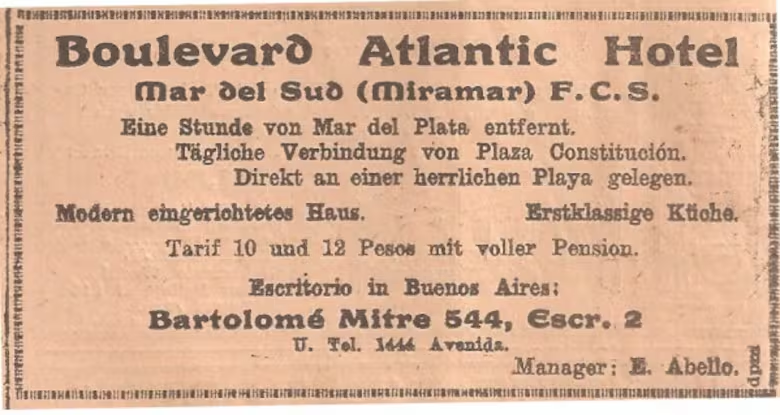 Boulevard Atlantic Hotel
Mar del Sud (Miramar) F.C.S.
Eine Stunde von Mar del Plata entfernt.
Tägliche Verbindung von Plaza Constitución.
Direkt an einer herrlichen Playa gelegen.
Modern eingerichtetes Haus. Erstklassige Küche.
Tarif 10 und 12 Pesos mit voller Pension.
Escritorio in Buenos Aires:
Bartolomé Mitre 544, Escr. 2
U. Tel. 1444 Avenida.
Manager: E. Abello.
dpzi